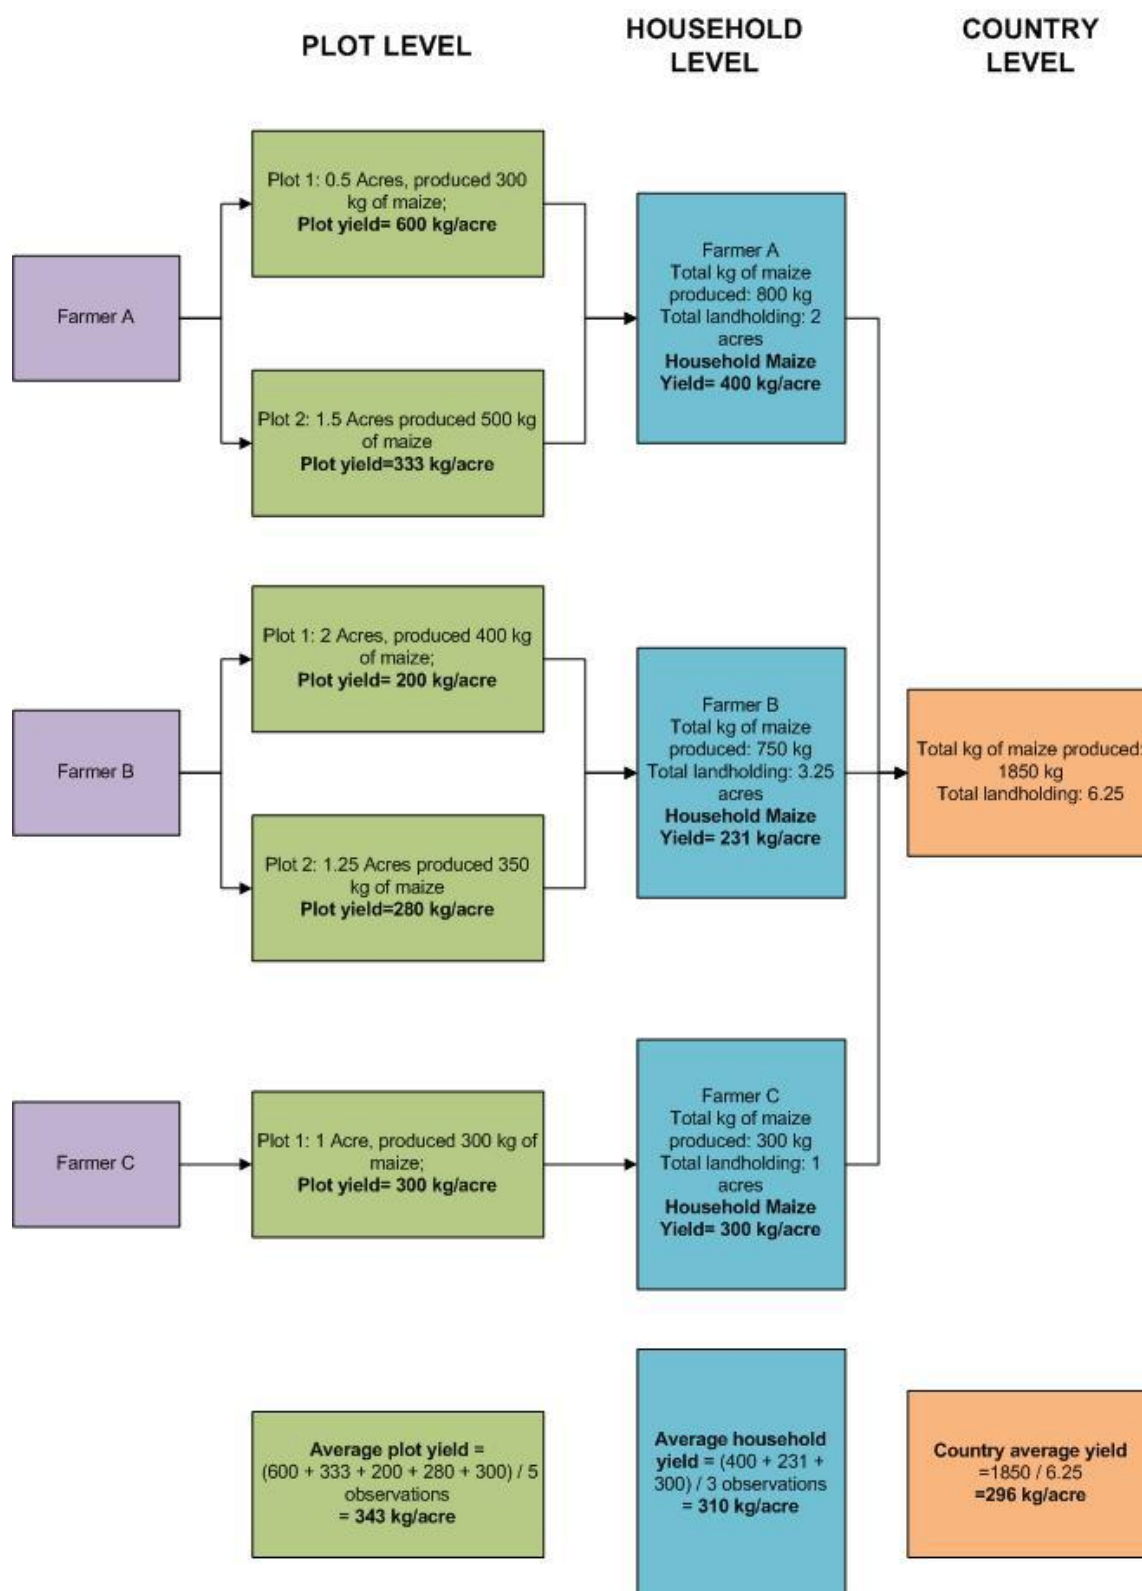 PLOT LEVEL
HOUSEHOLD
LEVEL
COUNTRY
LEVEL
Farmer A
Plot 1: 0.5 Acres, produced 300
kg of maize;
Plot yield= 600 kg/acre
Plot 2: 1.5 Acres produced 500 kg
of maize
Plot yield=333 kg/acre
Farmer A
Total kg of maize
produced: 800 kg
Total landholding: 2
acres
Household Maize
Yield= 400 kg/acre
Farmer B
Plot 1: 2 Acres, produced 400 kg
of maize;
Plot yield= 200 kg/acre
Plot 2: 1.25 Acres produced 350
kg of maize
Plot yield=280 kg/acre
Farmer B
Total kg of maize
produced: 750 kg
Total landholding: 3.25
acres
Household Maize
Yield= 231 kg/acre
Total kg of maize produced:
1850 kg
Total landholding: 6.25
Farmer C
Plot 1: 1 Acre, produced 300 kg of
maize;
Plot yield= 300 kg/acre
Farmer C
Total kg of maize
produced: 300 kg
Total landholding: 1
acres
Household Maize
Yield= 300 kg/acre
Average plot yield =
(600 + 333 + 200 + 280 + 300) / 5
observations
= 343 kg/acre
Average household
yield = (400 + 231 +
300) / 3 observations
= 310 kg/acre
Country average yield
=1850 / 6.25
=296 kg/acre